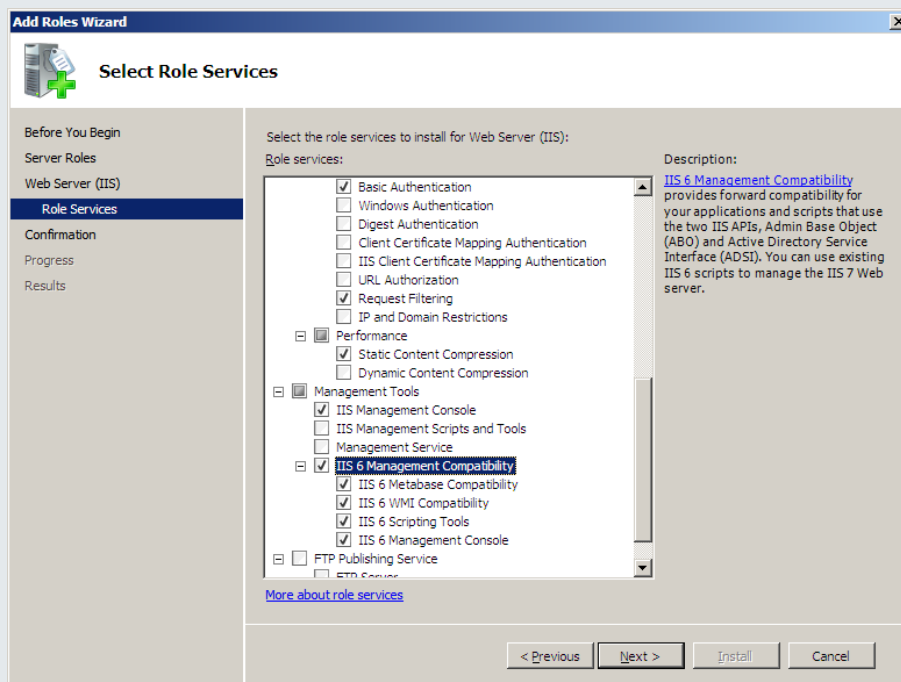 Add Roles Wizard
Select Role Services
Before You Begin
Server Roles
Web Server (IIS)
Role Services
Confirmation
Progress
Results
Select the role services to install for Web Server (IIS):
Role services:
Basic Authentication
Windows Authentication
Digest Authentication
Client Certificate Mapping Authentication
IIS Client Certificate Mapping Authentication
URL Authorization
Request Filtering
IP and Domain Restrictions
Performance
Static Content Compression
Dynamic Content Compression
Management Tools
IIS Management Console
IIS Management Scripts and Tools
Management Service
IIS 6 Management Compatibility
IIS 6 Metabase Compatibility
IIS 6 WMI Compatibility
IIS 6 Scripting Tools
IIS 6 Management Console
FTP Publishing Service
FTP Server
More about role services
Description:
IIS 6 Management Compatibility
provides forward compatibility for
your applications and scripts that use
the two IIS APIs, Admin Base Object
(ABO) and Active Directory Service
Interface (ADSI). You can use existing
IIS 6 scripts to manage the IIS 7 Web
server.
< Previous
Next >
Install
Cancel